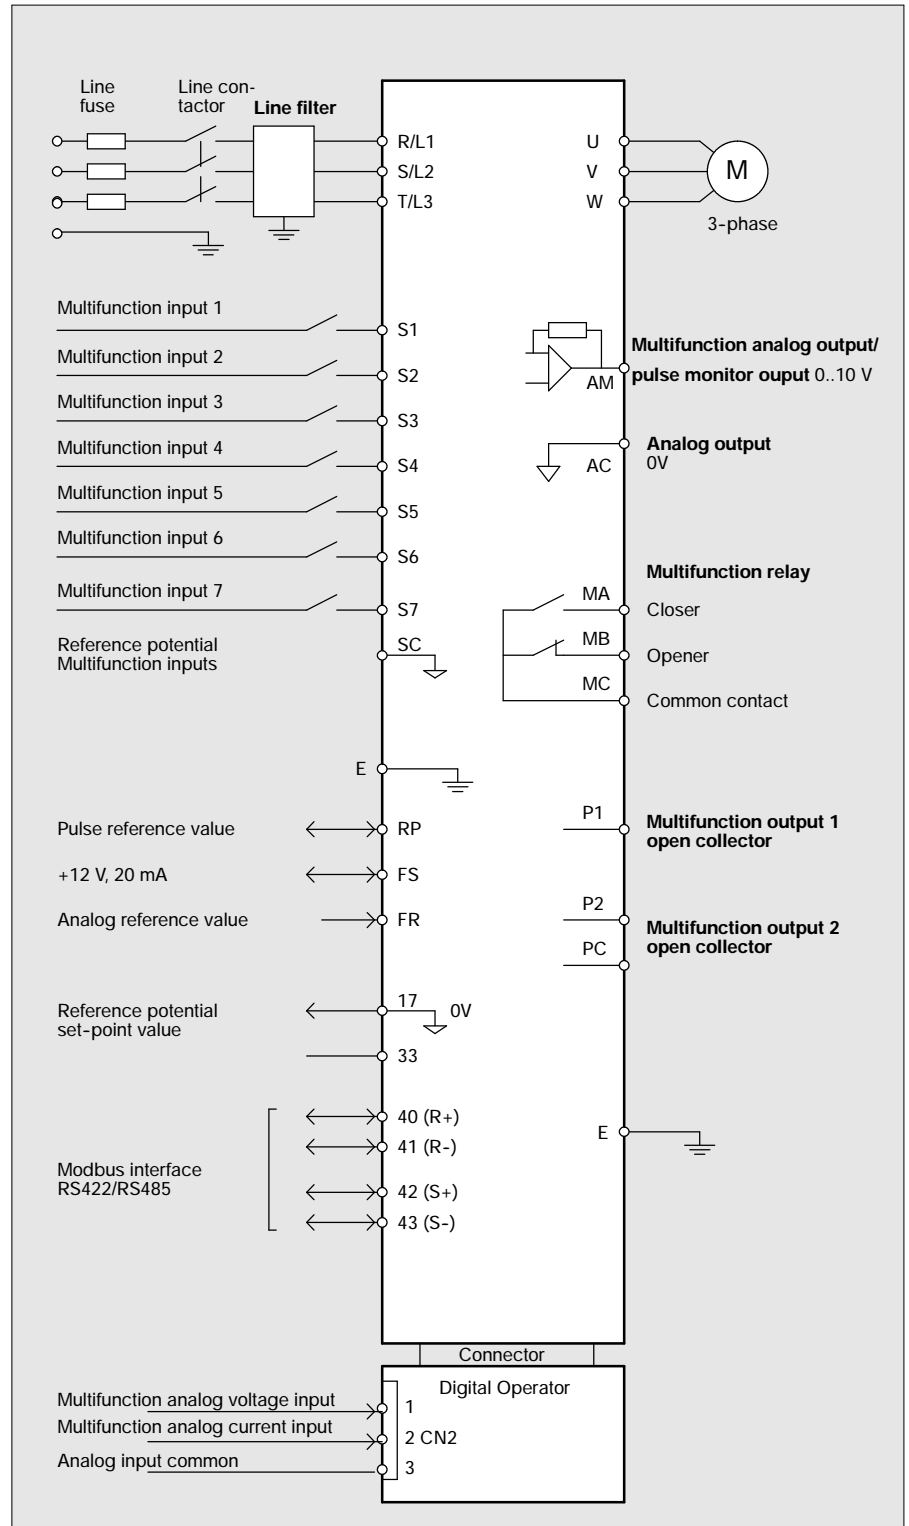 Line
fuse
Line con-
tactor
Line filter
R/L1
S/L2
T/L3
U
V
W
M
3-phase
Multifunction input 1
S1
Multifunction input 2
S2
Multifunction input 3
S3
Multifunction input 4
S4
Multifunction input 5
S5
Multifunction input 6
S6
Multifunction input 7
S7
Reference potential
Multifunction inputs
SC
AM
Multifunction analog output/
pulse monitor ouput 0..10 V
AC
Analog output
0V
Multifunction relay
MA
Closer
MB
Opener
MC
Common contact
E
Pulse reference value
RP
+12 V, 20 mA
FS
Analog reference value
FR
P1
Multifunction output 1
open collector
P2
Multifunction output 2
open collector
PC
Reference potential
set-point value
17
0V
33
Modbus interface
RS422/RS485
40 (R+)
41 (R-)
42 (S+)
43 (S-)
E
Connector
Digital Operator
Multifunction analog voltage input
1
Multifunction analog current input
2 CN2
Analog input common
3